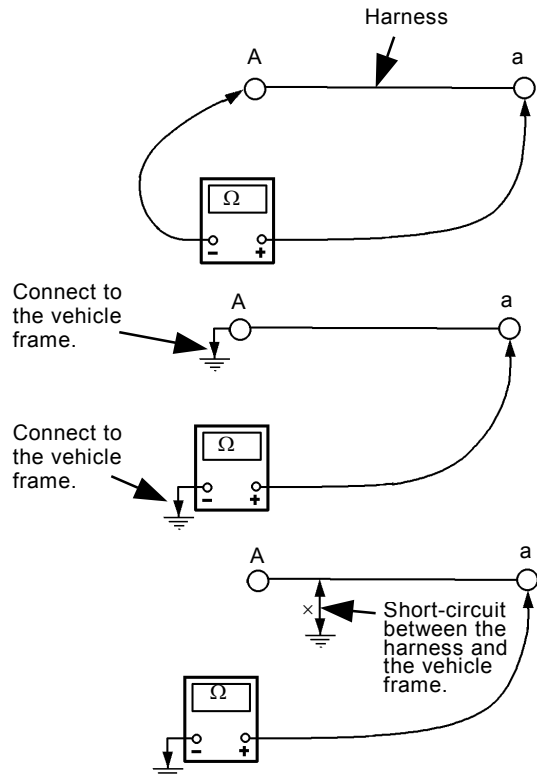 Harness
A
a
Ω
- +
Connect to
the vehicle
frame.
A
a
Connect to
the vehicle
frame.
Ω
- +
A
a
×
Short-circuit
between the
harness and
the vehicle
frame.
Ω
- +